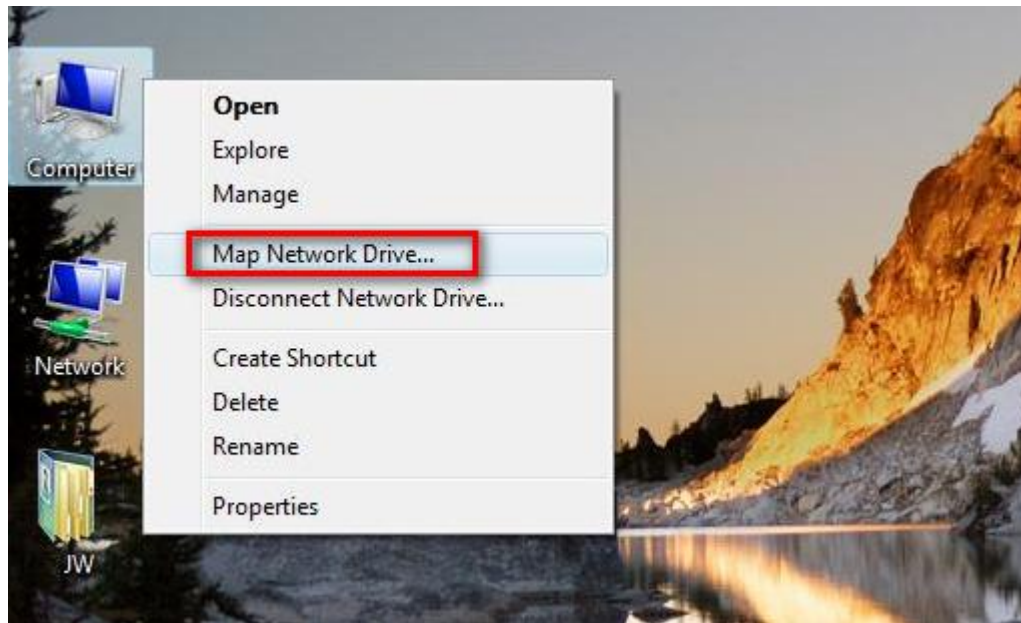 Computer
Open
Explore
Manage
Map Network Drive...
Disconnect Network Drive...
Network
Create Shortcut
Delete
Rename
Properties
JW